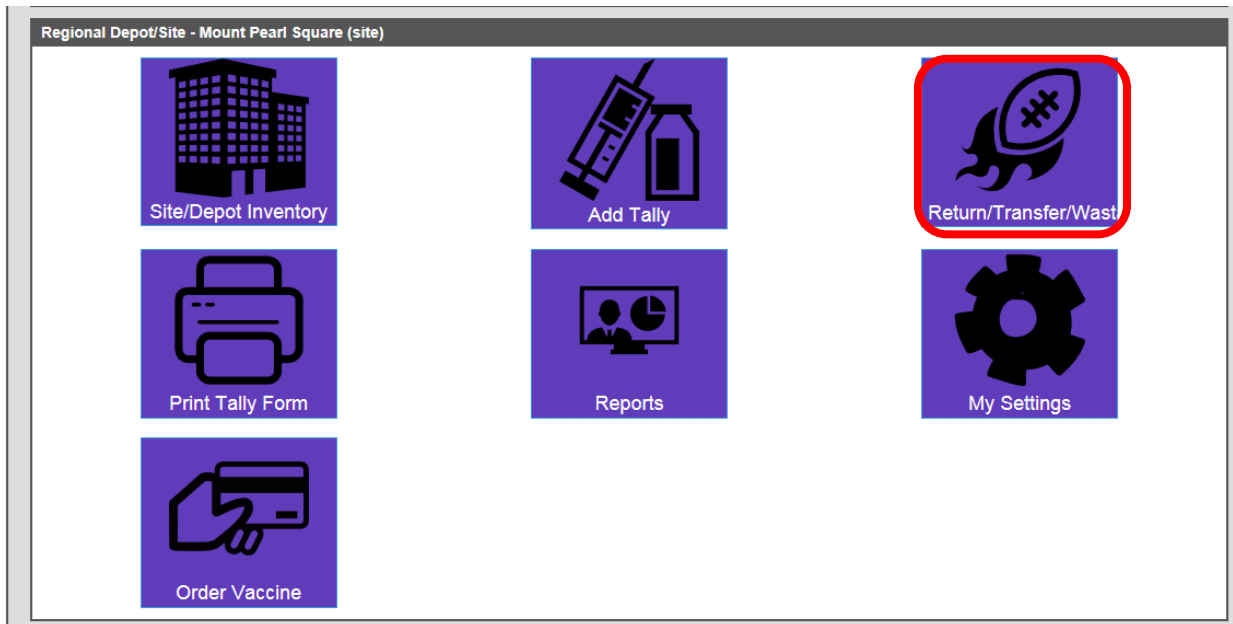 Regional Depot/Site - Mount Pearl Square (site)
Site/Depot Inventory
Add Tally
Return/Transfer/Wast
Print Tally Form
Reports
My Settings
Order Vaccine